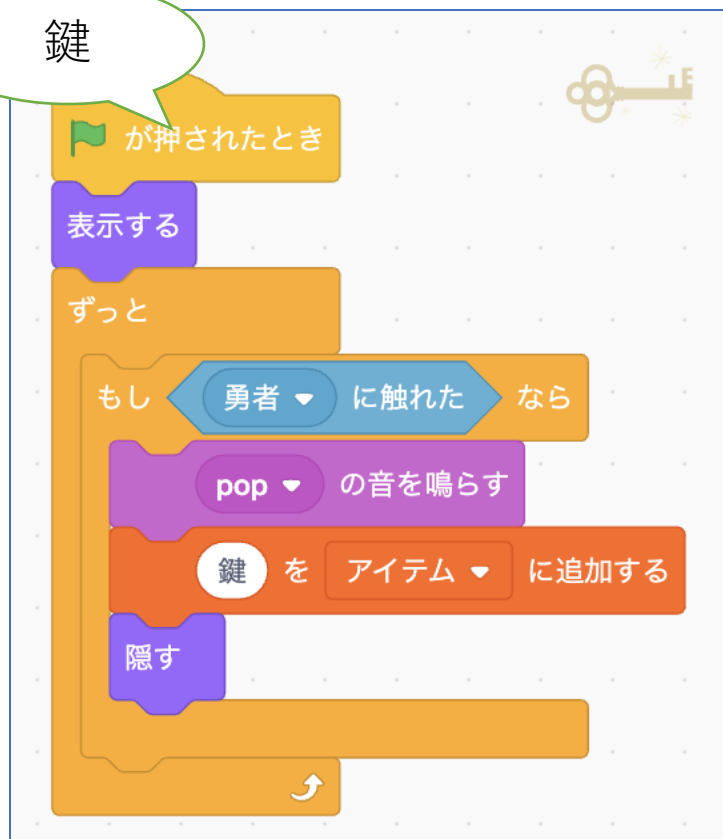 鍵
が押されたとき
表示する
ずっと
もし 勇者 に触れた なら
pop の音を鳴らす
鍵 を アイテム に追加する
隠す